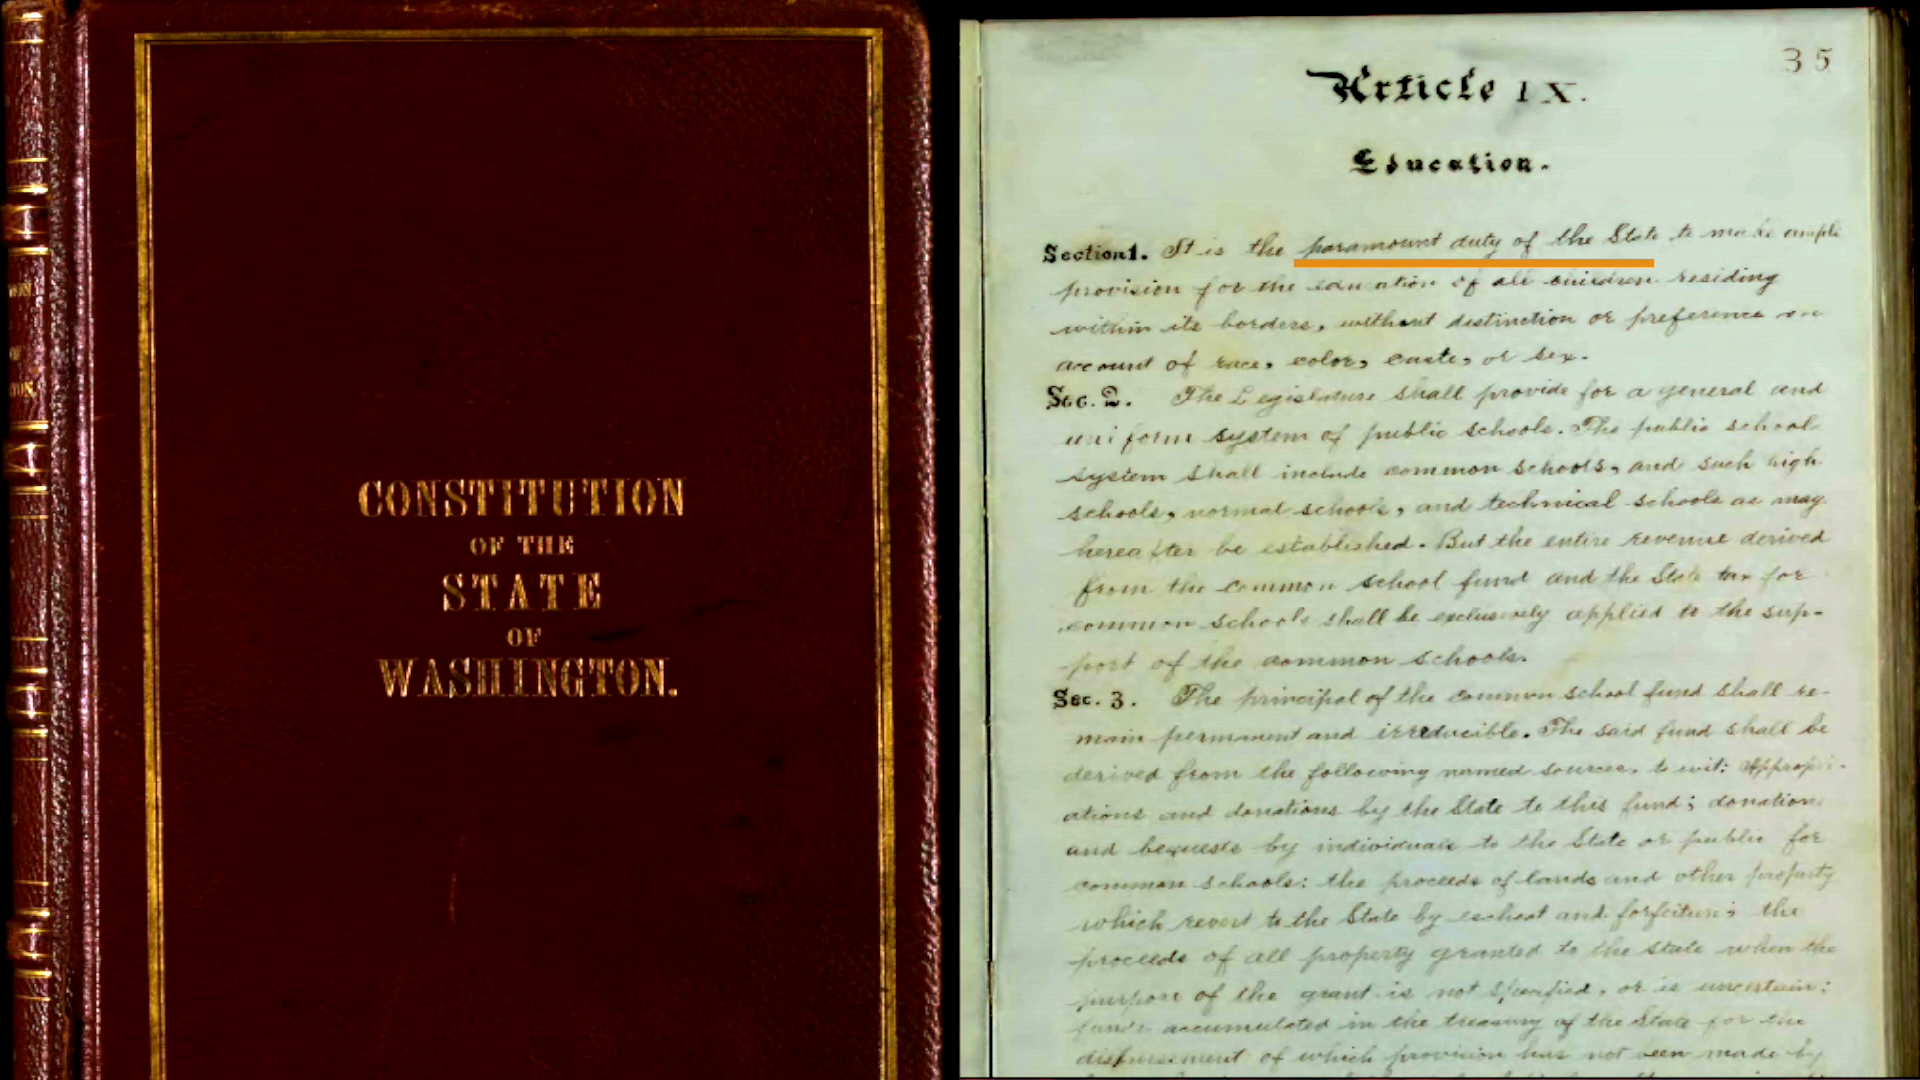 CONSTITUTION
OF THE
STATE
OF
WASHINGTON.
35
Article IX.
Education.
Section 1. It is the paramount duty of the State to make ample
provision for the education of all children residing
within its borders, without distinction or preference on
account of race, color, caste, or sex.
Sec. 2. The Legislature shall provide for a general and
uniform system of public schools. The public school
system shall include common schools, and such high
schools, normal schools, and technical schools as may
hereafter be established. But the entire revenue derived
from the common school fund and the State tax for
common schools shall be exclusively applied to the sup-
port of the common schools.
Sec. 3. The principal of the common school fund shall re-
main permanent and irreducible. The said fund shall be
derived from the following named sources, to wit: Appropri-
ations and donations by the State to this fund; donations
and bequests by individuals to the State or public for
common schools: the proceeds of lands and other property
which revert to the State by escheat and forfeiture; the
proceeds of all property granted to the State when the
purpose of the grant is not specified, or is uncertain;
funds accumulated in the treasury of the State for the
disbursement of which provision has not been made by